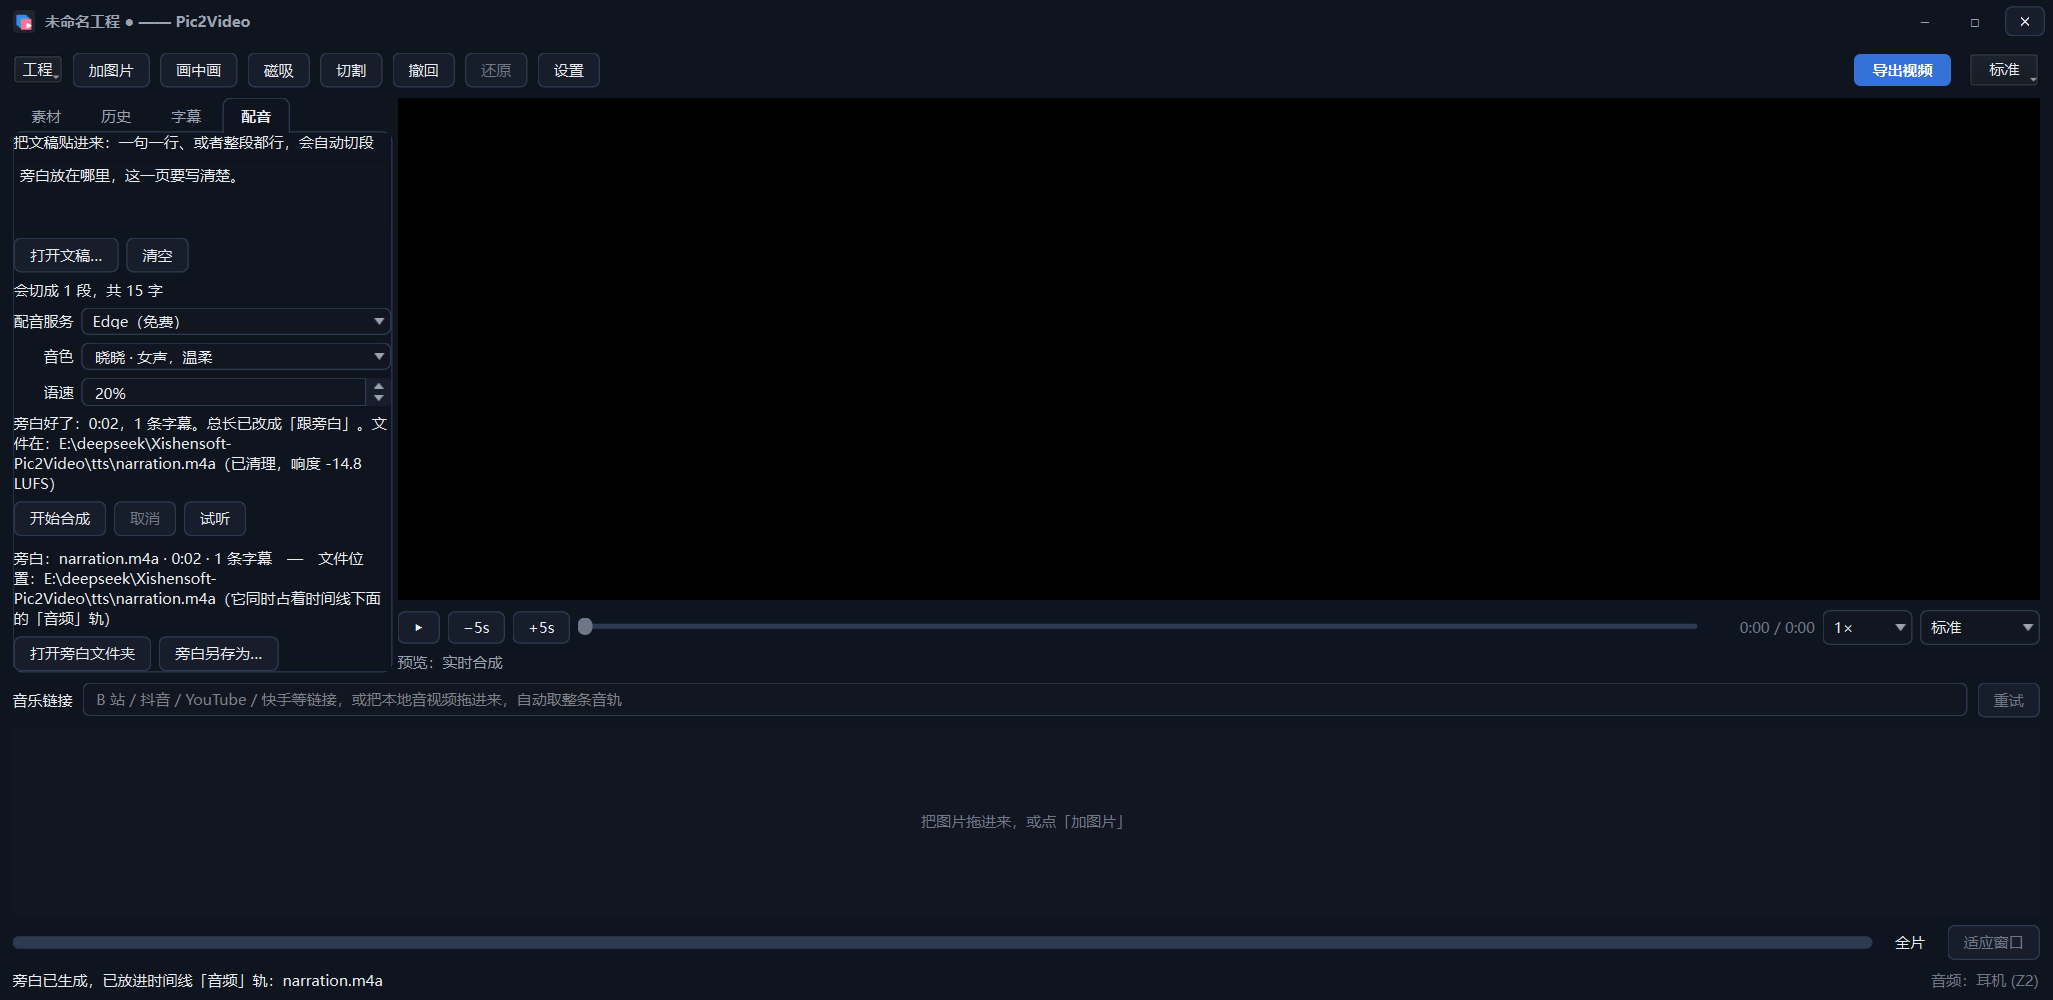 未命名工程 ● —— Pic2Video
工程 加图片 画中画 磁吸 切割 撤回 还原 设置 导出视频 标准
素材 历史 字幕 配音
把文稿贴进来：一句一行、或者整段都行，会自动切段
旁白放在哪里，这一页要写清楚。
打开文稿... 清空
会切成 1 段，共 15 字
配音服务 Edge（免费）
音色 晓晓 · 女声，温柔
语速 20%
旁白好了：0:02，1 条字幕。总长已改成「跟旁白」。文
件在：E:\deepseek\Xishensoft-
Pic2Video\tts\narration.m4a（已清理，响度 -14.8
LUFS）
开始合成 取消 试听
旁白：narration.m4a · 0:02 · 1 条字幕 — 文件位
置：E:\deepseek\Xishensoft-
Pic2Video\tts\narration.m4a（它同时占着时间线下面
的「音频」轨）
打开旁白文件夹 旁白另存为...
−5s +5s 0:00 / 0:00 1× 标准
预览：实时合成
音乐链接 B 站 / 抖音 / YouTube / 快手等链接，或把本地音视频拖进来，自动取整条音轨 重试
把图片拖进来，或点「加图片」
全片 适应窗口
旁白已生成，已放进时间线「音频」轨：narration.m4a 音频：耳机 (Z2)